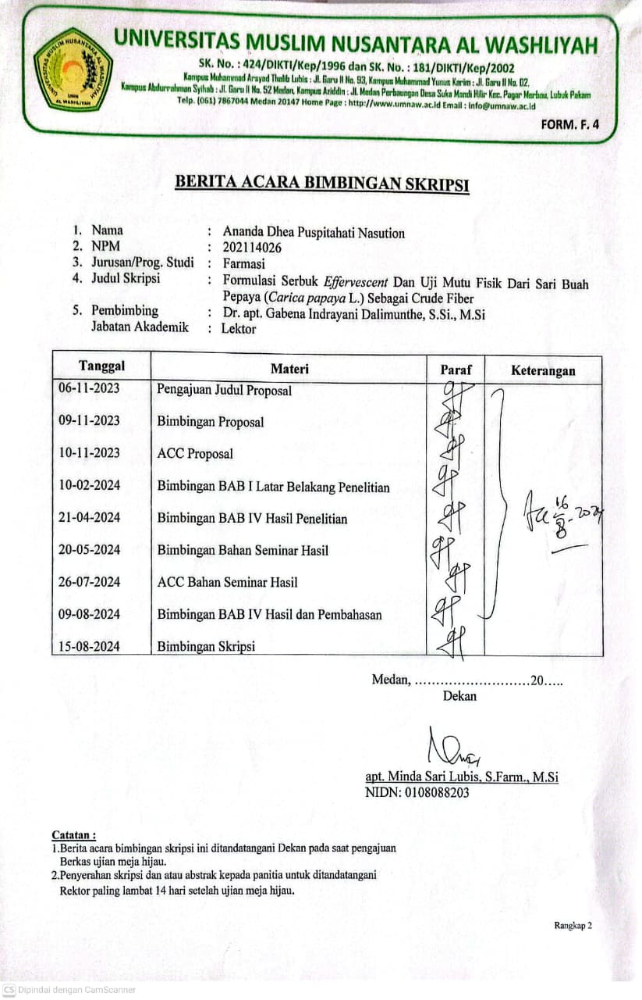 UNIVERSITAS MUSLIM NUSANTARA AL WASHLIYAH
SK. No. : 424/DIKTI/Kep/1996 dan SK. No. : 181/DIKTI/Kep/2002
Kampus Muhammad Arsyad Thalib Lubis : Jl. Garu II No. 93, Kampus Muhammad Yunus Karim : Jl. Garu II No. 02,
Kampus Abdurrahman Syihab : Jl. Garu II No. 52 Medan, Kampus Aziddin : Jl. Medan Perbaungan Desa Suka Mandi Hilir Kec. Pagar Merbau, Lubuk Pakam
Telp. (061) 7867044 Medan 20147 Home Page : http://www.umnaw.ac.id Email : info@umnaw.ac.id
UNIVERSITAS MUSLIM NUSANTARA AL WASHLIYAH
UMN
AL WASHLIYAH
FORM. F. 4
BERITA ACARA BIMBINGAN SKRIPSI
1. Nama : Ananda Dhea Puspitahati Nasution
2. NPM : 202114026
3. Jurusan/Prog. Studi : Farmasi
4. Judul Skripsi : Formulasi Serbuk Effervescent Dan Uji Mutu Fisik Dari Sari Buah
Pepaya (Carica papaya L.) Sebagai Crude Fiber
5. Pembimbing : Dr. apt. Gabena Indrayani Dalimunthe, S.Si., M.Si
Jabatan Akademik : Lektor
Tanggal Materi Paraf Keterangan
06-11-2023 Pengajuan Judul Proposal
09-11-2023 Bimbingan Proposal
10-11-2023 ACC Proposal
10-02-2024 Bimbingan BAB I Latar Belakang Penelitian
21-04-2024 Bimbingan BAB IV Hasil Penelitian
Acc 16/8-2024
20-05-2024 Bimbingan Bahan Seminar Hasil
26-07-2024 ACC Bahan Seminar Hasil
09-08-2024 Bimbingan BAB IV Hasil dan Pembahasan
15-08-2024 Bimbingan Skripsi
Medan, ...........................20.....
Dekan
apt. Minda Sari Lubis, S.Farm., M.Si
NIDN: 0108088203
Catatan :
1.Berita acara bimbingan skripsi ini ditandatangani Dekan pada saat pengajuan
Berkas ujian meja hijau.
2.Penyerahan skripsi dan atau abstrak kepada panitia untuk ditandatangani
Rektor paling lambat 14 hari setelah ujian meja hijau.
Rangkap 2
CS Dipindai dengan CamScanner